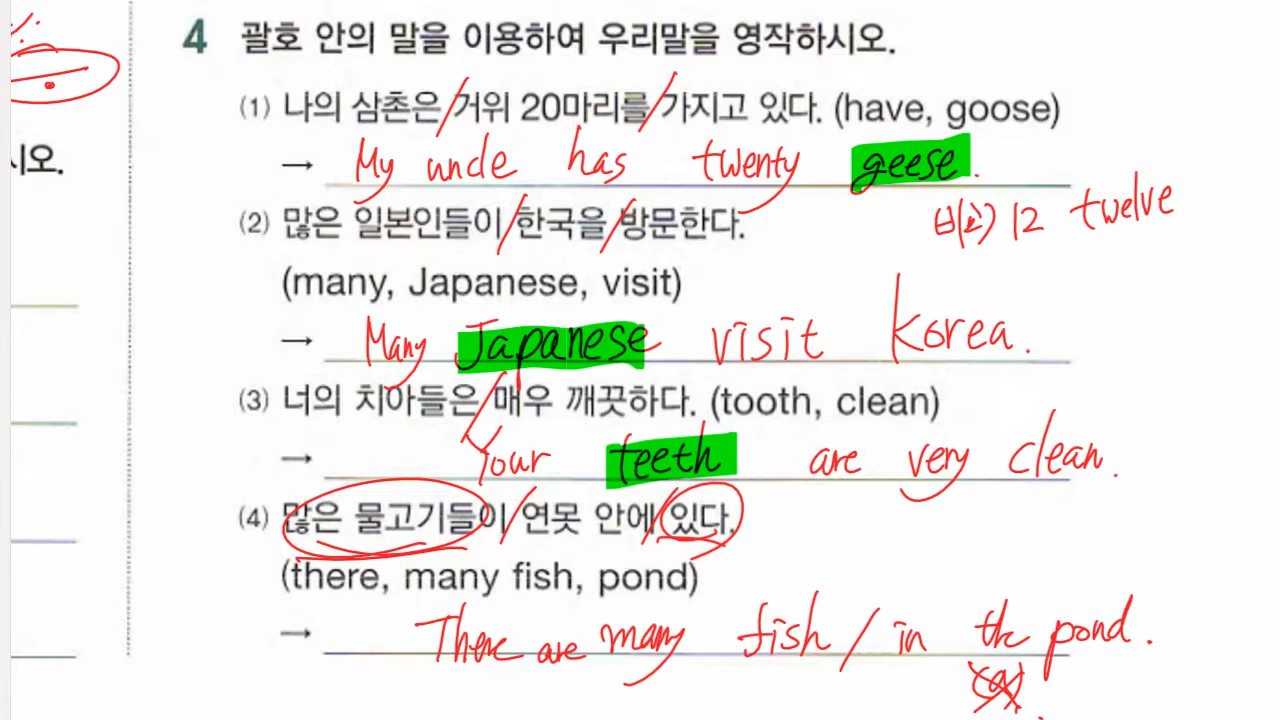 4 괄호 안의 말을 이용하여 우리말을 영작하시오.
(1) 나의 삼촌은 / 거위 20마리를 / 가지고 있다. (have, goose)
→ My uncle has twenty geese.
비교) 12 twelve
시오.
(2) 많은 일본인들이 / 한국을 / 방문한다.
(many, Japanese, visit)
→ Many Japanese visit Korea.
(3) 너의 치아들은 / 매우 깨끗하다. (tooth, clean)
→ Your teeth are very clean.
(4) 많은 물고기들이 / 연못 안에 / 있다.
(there, many fish, pond)
→ There are many fish / in the pond.
(a)